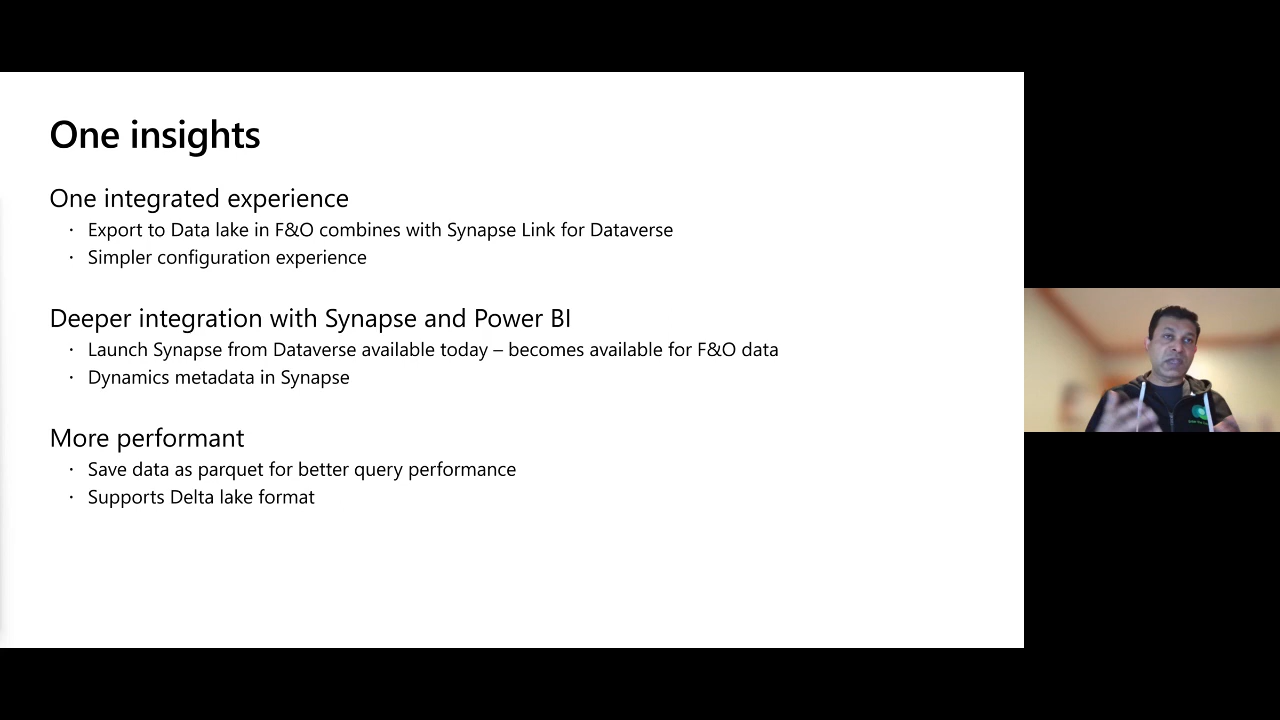 One insights
One integrated experience
· Export to Data lake in F&O combines with Synapse Link for Dataverse
· Simpler configuration experience
Deeper integration with Synapse and Power BI
· Launch Synapse from Dataverse available today – becomes available for F&O data
· Dynamics metadata in Synapse
More performant
· Save data as parquet for better query performance
· Supports Delta lake format